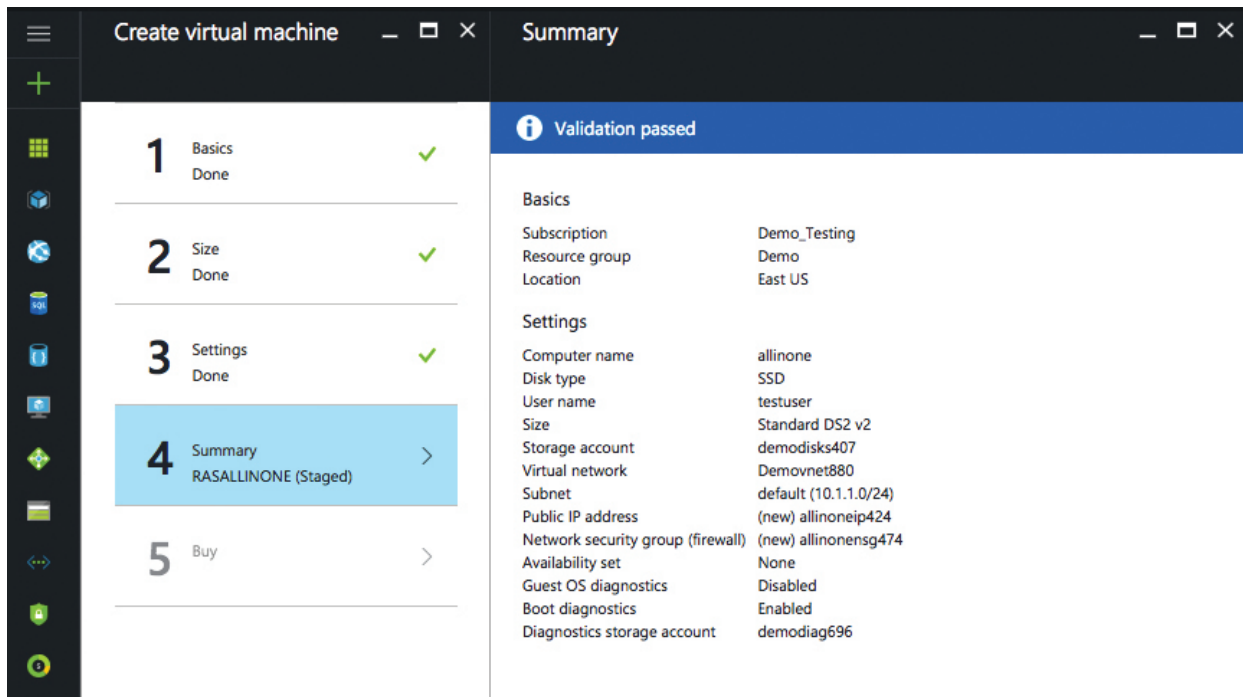 Create virtual machine
Summary
Validation passed
1 Basics
Done
2 Size
Done
3 Settings
Done
4 Summary
RASALLINONE (Staged)
5 Buy
Basics
Subscription Demo_Testing
Resource group Demo
Location East US
Settings
Computer name allinone
Disk type SSD
User name testuser
Size Standard DS2 v2
Storage account demodisks407
Virtual network Demovnet880
Subnet default (10.1.1.0/24)
Public IP address (new) allinoneip424
Network security group (firewall) (new) allinonensg474
Availability set None
Guest OS diagnostics Disabled
Boot diagnostics Enabled
Diagnostics storage account demodiag696
SQL